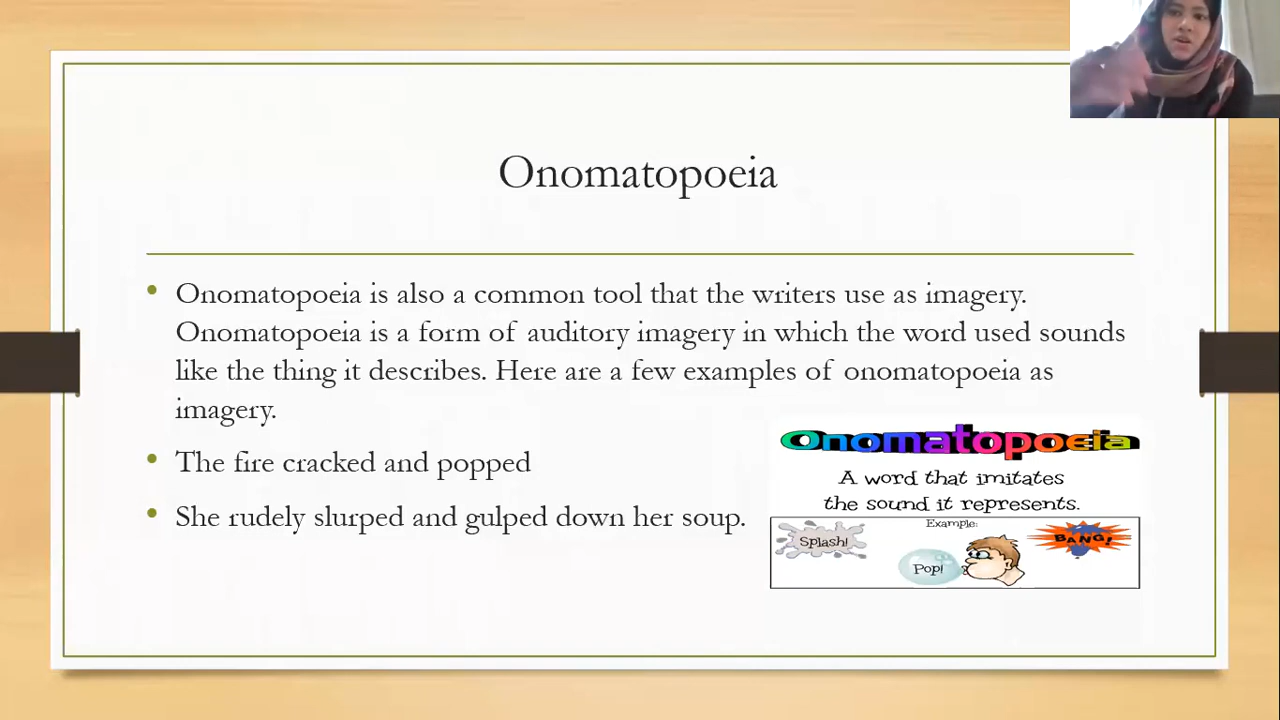 Onomatopoeia
• Onomatopoeia is also a common tool that the writers use as imagery.
Onomatopoeia is a form of auditory imagery in which the word used sounds
like the thing it describes. Here are a few examples of onomatopoeia as
imagery.
• The fire cracked and popped
• She rudely slurped and gulped down her soup.
Onomatopoeia
A word that imitates
the sound it represents.
Example:
Splash!
Pop!
BANG!